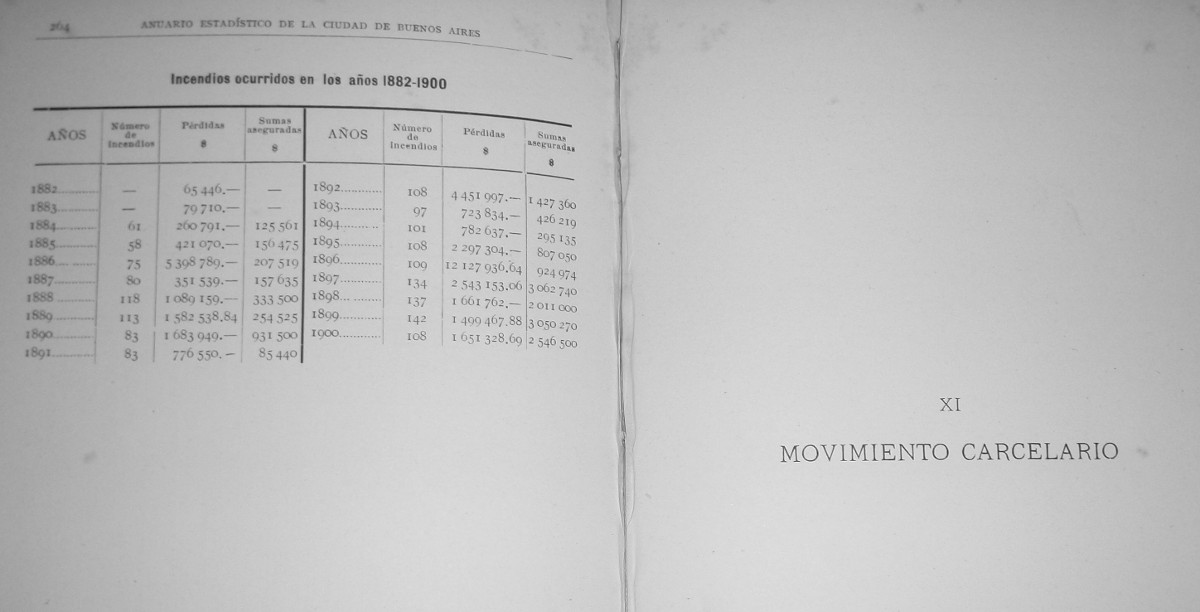 264 ANUARIO ESTADÍSTICO DE LA CIUDAD DE BUENOS AIRES
Incendios ocurridos en los años 1882-1900
AÑOS Número de incendios Pérdidas $ Sumas aseguradas $ AÑOS Número de incendios Pérdidas $ Sumas aseguradas $
1882........... — 65 446.— — 1892............ 108 4 451 997.— 1 427 360
1883........... — 79 710.— — 1893............ 97 723 834.— 426 219
1884........... 61 260 791.— 125 561 1894............ 101 782 637.— 295 135
1885........... 58 421 070.— 156 475 1895............ 108 2 297 304.— 807 050
1886........... 75 5 398 789.— 207 519 1896............ 109 12 127 936.64 924 974
1887........... 80 351 539.— 157 635 1897............ 134 2 543 153.06 3 062 740
1888........... 118 1 089 159.— 333 500 1898............ 137 1 661 762.— 2 011 000
1889........... 113 1 582 538.84 254 525 1899............ 142 1 499 467.88 3 050 270
1890........... 83 1 683 949.— 931 500 1900............ 108 1 651 328.69 2 546 500
1891........... 83 776 550.— 85 440
XI
MOVIMIENTO CARCELARIO